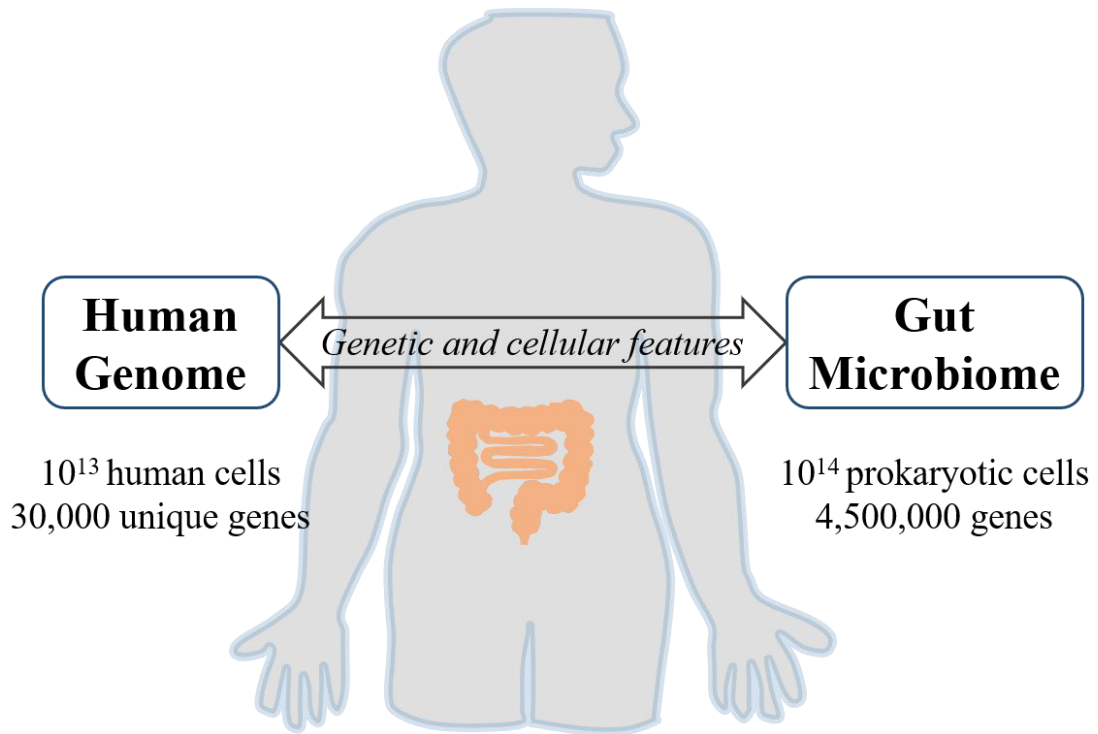 Human
Genome
Genetic and cellular features
Gut
Microbiome
10¹³ human cells
30,000 unique genes
10¹⁴ prokaryotic cells
4,500,000 genes